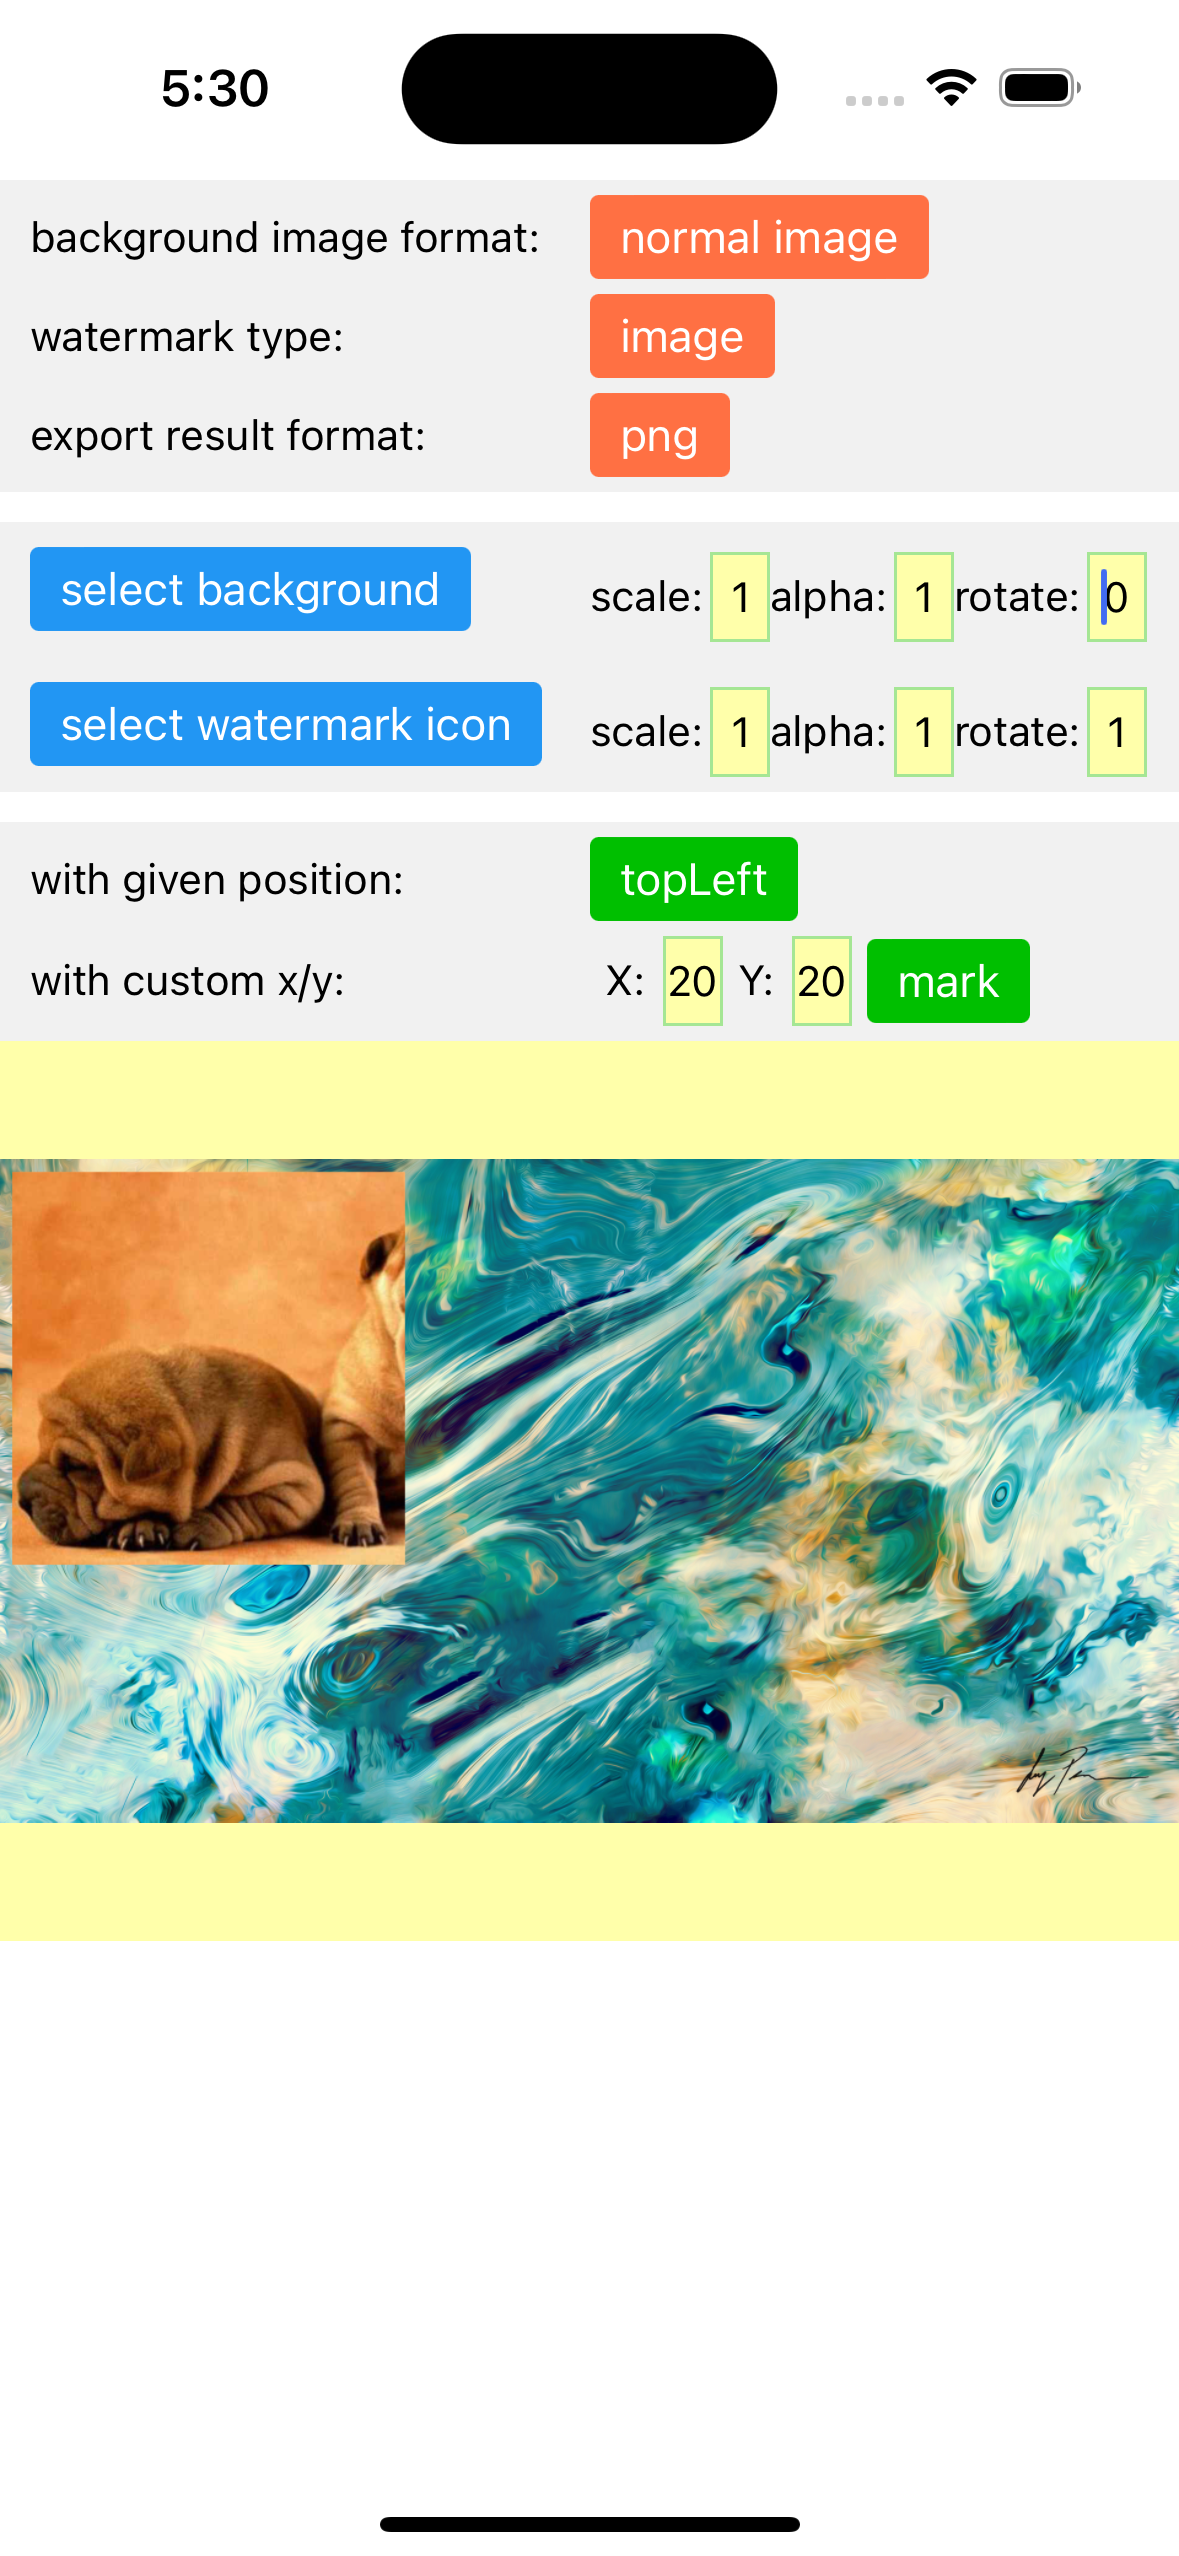 5:30
background image format: normal image
watermark type: image
export result format: png
select background scale: 1 alpha: 1 rotate: 0
select watermark icon scale: 1 alpha: 1 rotate: 1
with given position: topLeft
with custom x/y: X: 20 Y: 20 mark